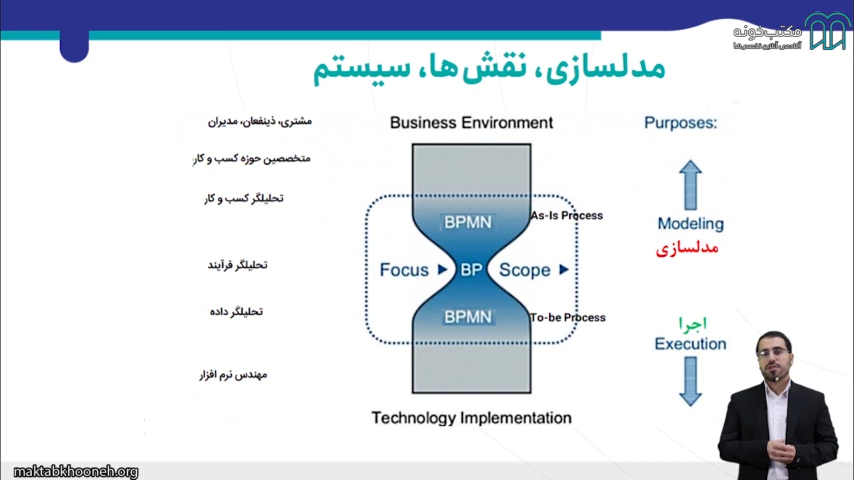 مکتب‌خونه
آکادمی آنلاین تخصص‌ها
مدلسازی، نقش‌ها، سیستم
مشتری، ذینفعان، مدیران
متخصصین حوزه کسب و کار
تحلیلگر کسب و کار
تحلیلگر فرآیند
تحلیلگر داده
مهندس نرم افزار
Business Environment
BPMN
As-Is Process
Focus BP Scope
BPMN
To-be Process
Technology Implementation
Purposes:
Modeling
مدلسازی
اجرا
Execution
maktabkhooneh.org